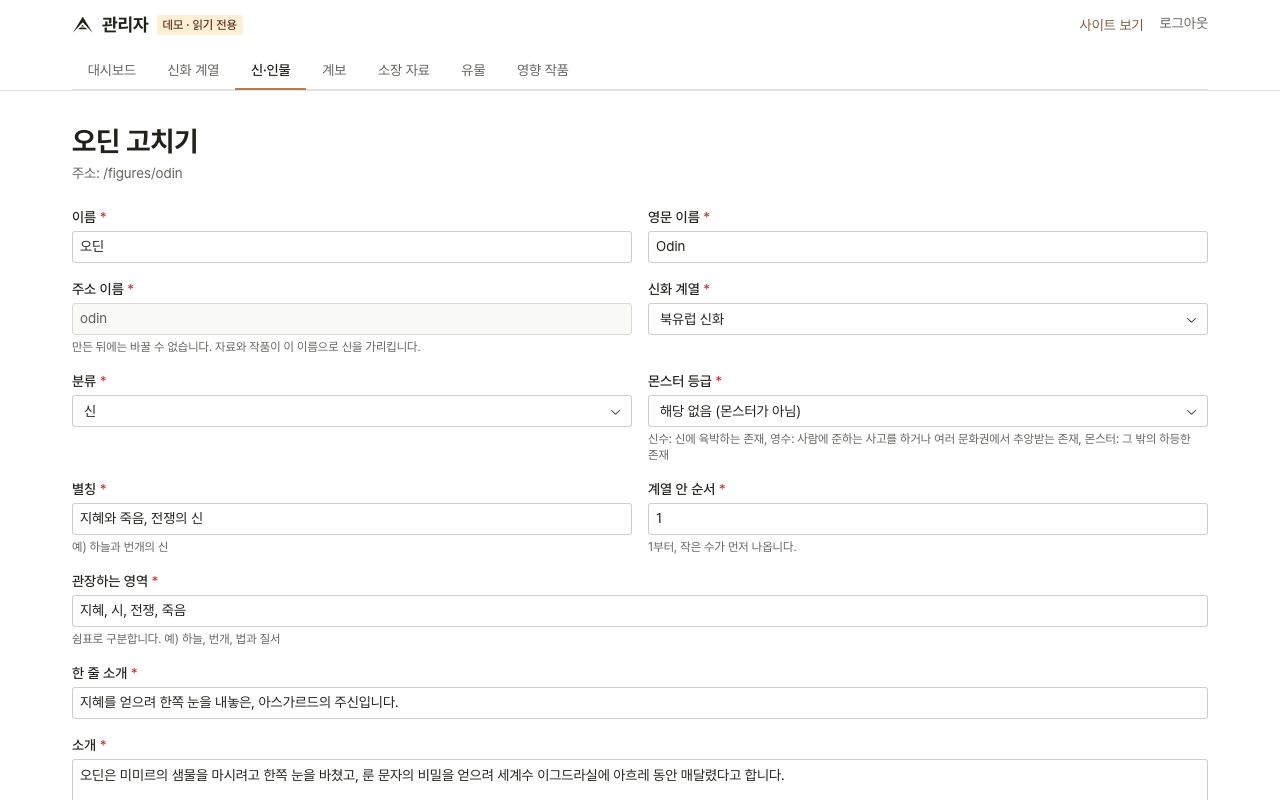 관리자 데모 · 읽기 전용
사이트 보기 로그아웃
대시보드 신화 계열 신·인물 계보 소장 자료 유물 영향 작품
오딘 고치기
주소: /figures/odin
이름 *
오딘
영문 이름 *
Odin
주소 이름 *
odin
만든 뒤에는 바꿀 수 없습니다. 자료와 작품이 이 이름으로 신을 가리킵니다.
신화 계열 *
북유럽 신화
분류 *
신
몬스터 등급 *
해당 없음 (몬스터가 아님)
신수: 신에 육박하는 존재, 영수: 사람에 준하는 사고를 하거나 여러 문화권에서 추앙받는 존재, 몬스터: 그 밖의 하등한
존재
별칭 *
지혜와 죽음, 전쟁의 신
예) 하늘과 번개의 신
계열 안 순서 *
1
1부터, 작은 수가 먼저 나옵니다.
관장하는 영역 *
지혜, 시, 전쟁, 죽음
쉼표로 구분합니다. 예) 하늘, 번개, 법과 질서
한 줄 소개 *
지혜를 얻으려 한쪽 눈을 내놓은, 아스가르드의 주신입니다.
소개 *
오딘은 미미르의 샘물을 마시려고 한쪽 눈을 바쳤고, 룬 문자의 비밀을 얻으려 세계수 이그드라실에 아흐레 동안 매달렸다고 합니다.